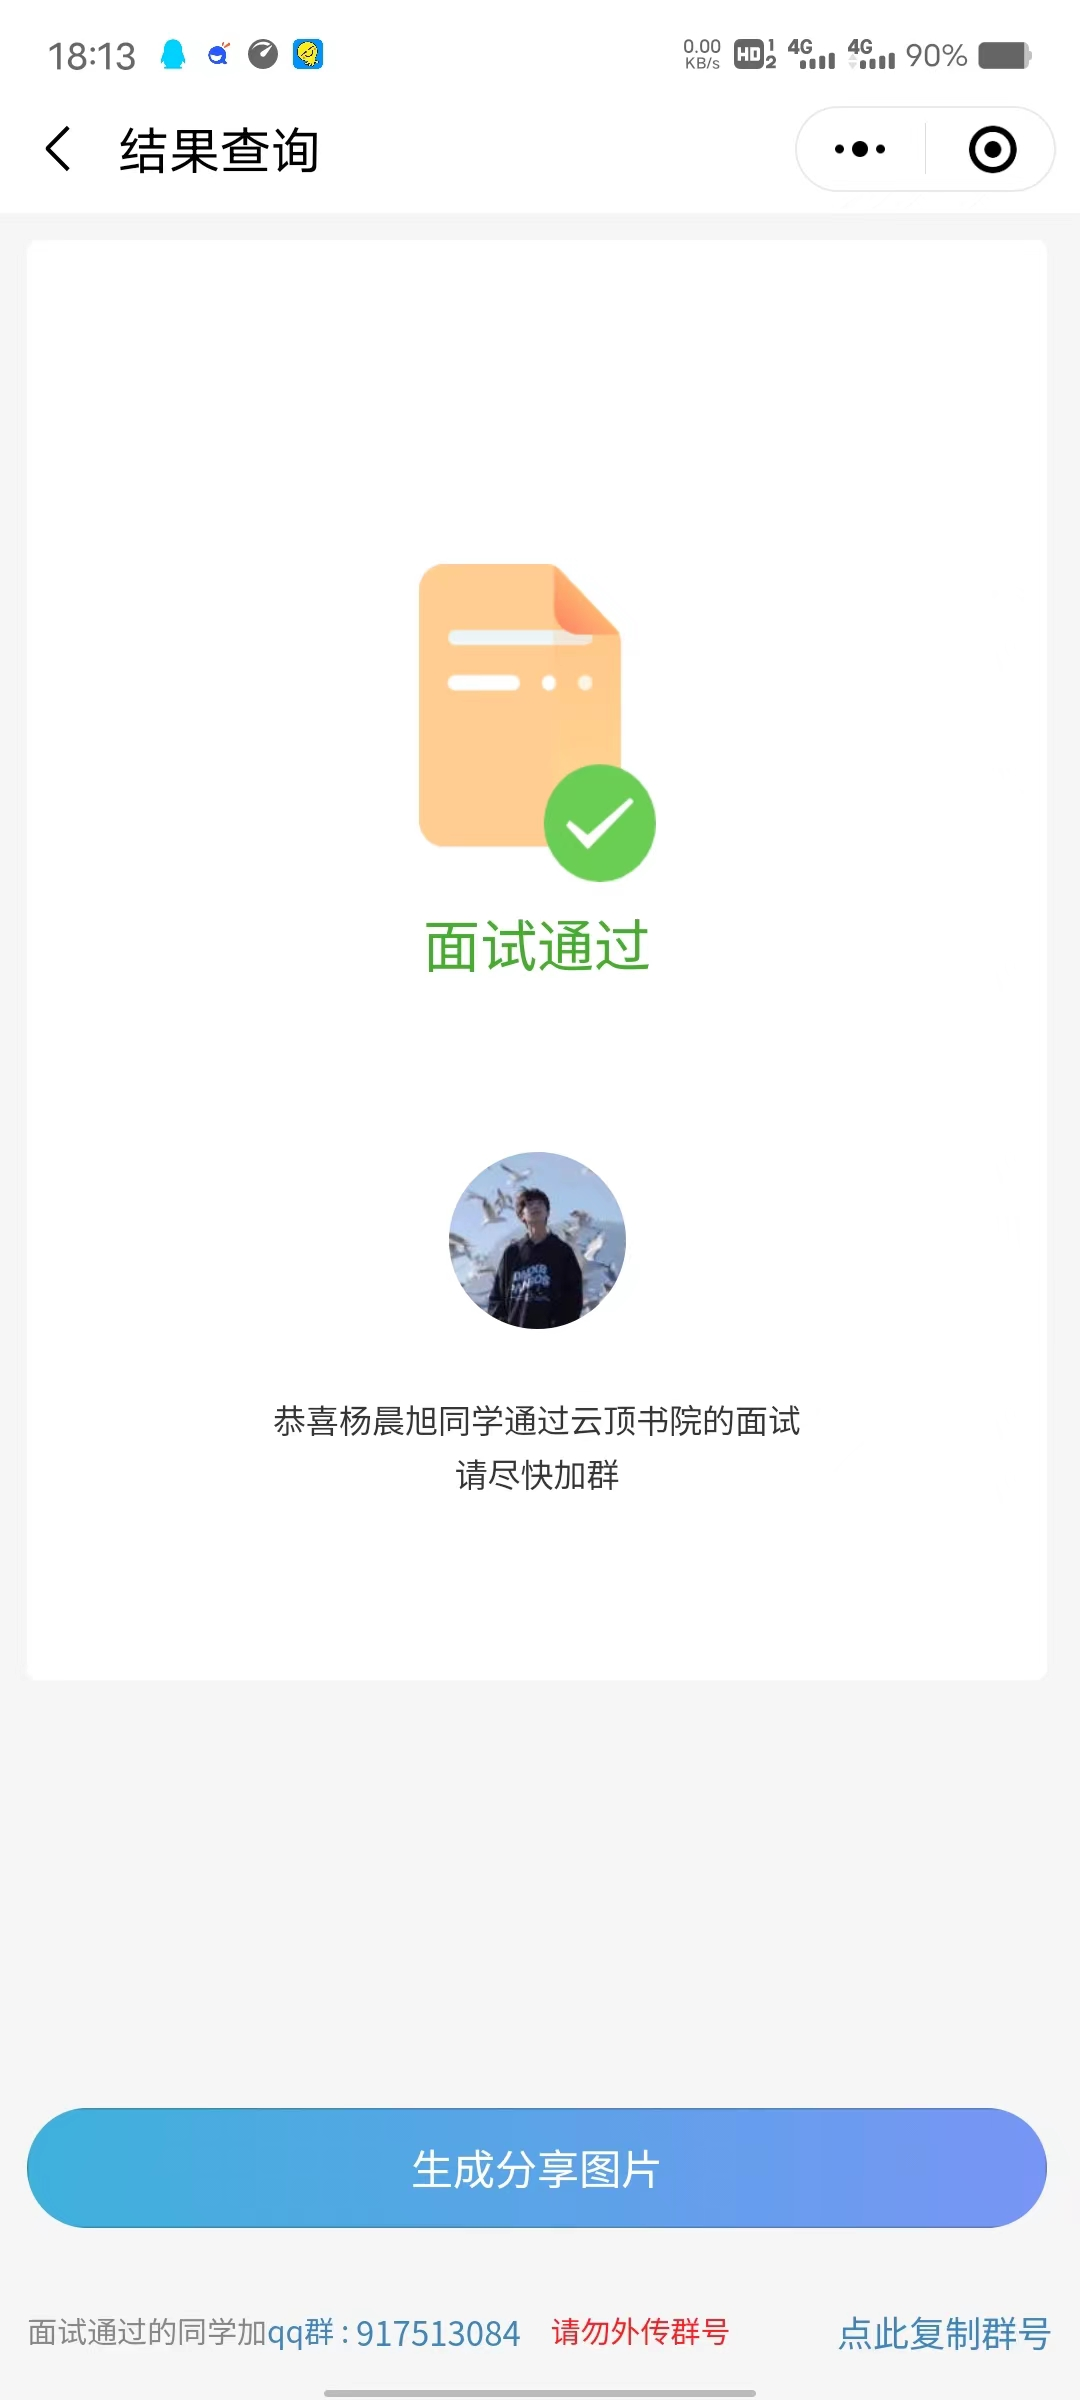 18:13
0.00 KB/s HD 1 2 4G 4G 90%
结果查询
面试通过
恭喜杨晨旭同学通过云顶书院的面试
请尽快加群
生成分享图片
面试通过的同学加qq群：917513084 请勿外传群号 点此复制群号